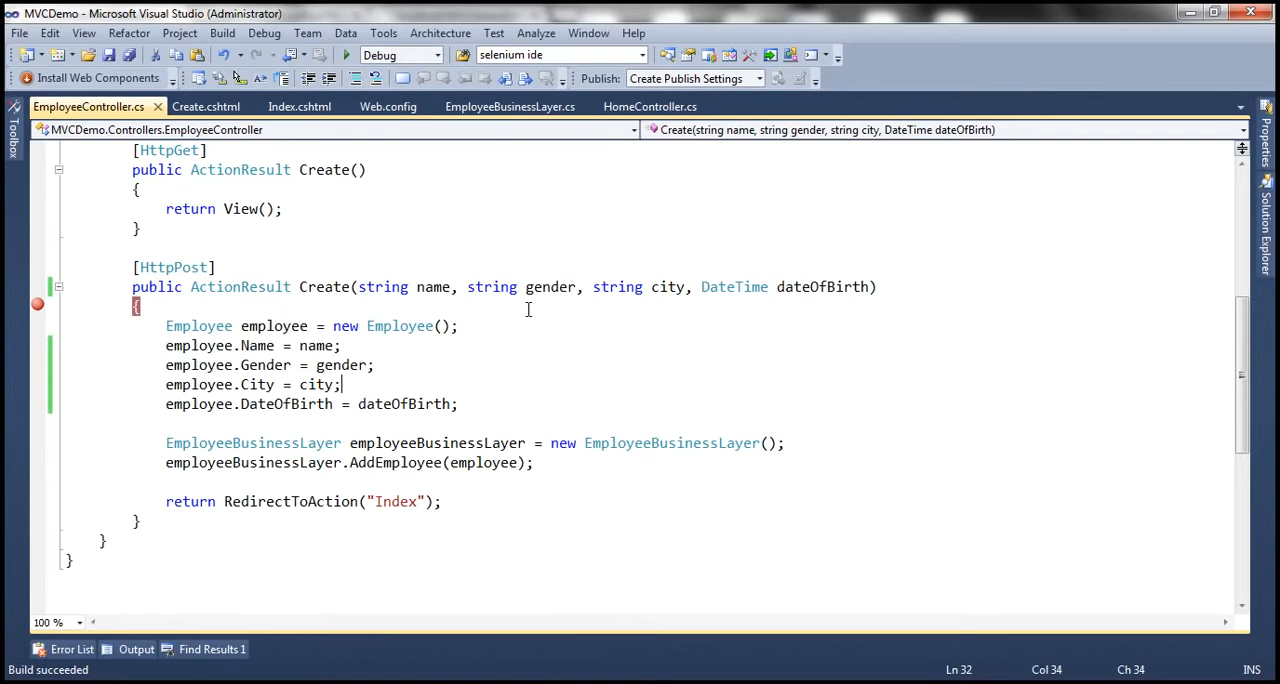 MVCDemo - Microsoft Visual Studio (Administrator)
File Edit View Refactor Project Build Debug Team Data Tools Architecture Test Analyze Window Help
Debug selenium ide
Install Web Components Publish: Create Publish Settings
EmployeeController.cs Create.cshtml Index.cshtml Web.config EmployeeBusinessLayer.cs HomeController.cs
MVCDemo.Controllers.EmployeeController Create(string name, string gender, string city, DateTime dateOfBirth)
Toolbox
Properties
Solution Explorer
[HttpGet]
public ActionResult Create()
{
return View();
}
[HttpPost]
public ActionResult Create(string name, string gender, string city, DateTime dateOfBirth)
{
Employee employee = new Employee();
employee.Name = name;
employee.Gender = gender;
employee.City = city;
employee.DateOfBirth = dateOfBirth;
EmployeeBusinessLayer employeeBusinessLayer = new EmployeeBusinessLayer();
employeeBusinessLayer.AddEmployee(employee);
return RedirectToAction("Index");
}
}
}
100 %
Error List Output Find Results 1
Build succeeded Ln 32 Col 34 Ch 34 INS